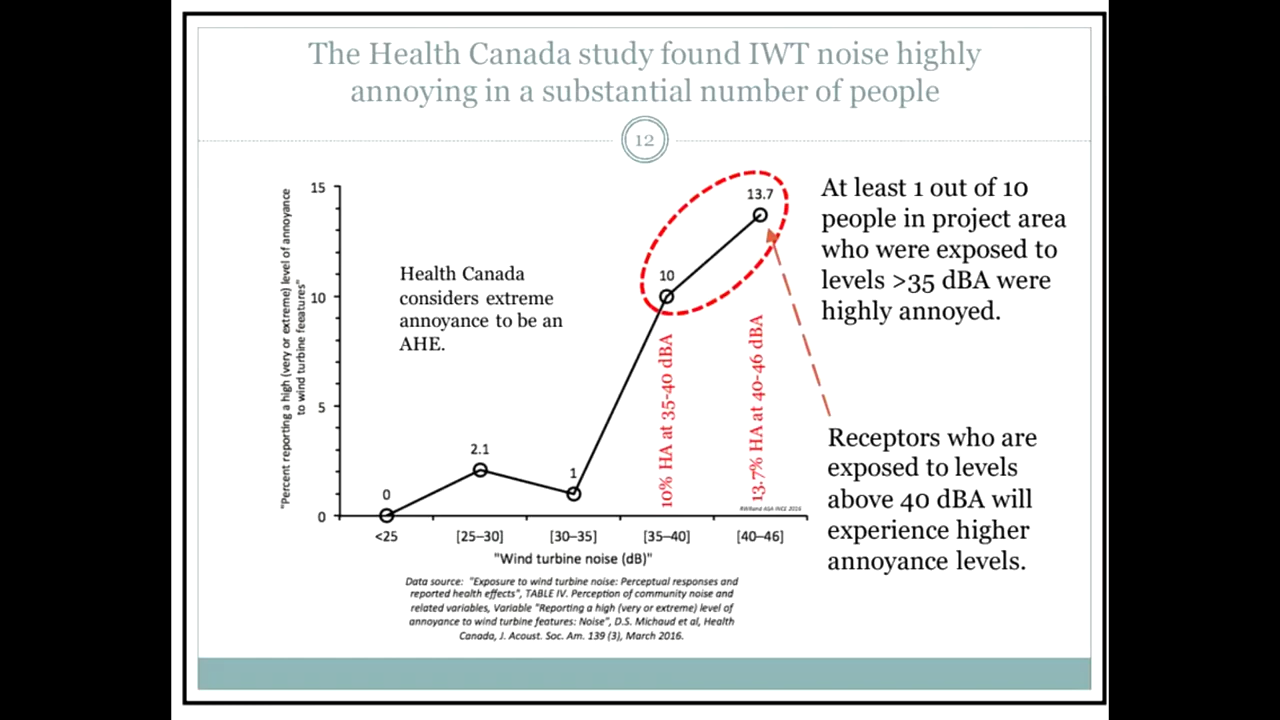 The Health Canada study found IWT noise highly
annoying in a substantial number of people
12
"Percent reporting a high (very or extreme) level of annoyance
to wind turbine feeatures"
15
10
5
0
Health Canada
considers extreme
annoyance to be an
AHE.
0
2.1
1
10
13.7
10% HA at 35-40 dBA
13.7% HA at 40-46 dBA
RWRand ASA INCE 2016
<25
[25–30]
[30–35]
[35–40]
[40–46]
"Wind turbine noise (dB)"
Data source: "Exposure to wind turbine noise: Perceptual responses and
reported health effects", TABLE IV. Perception of community noise and
related variables, Variable "Reporting a high (very or extreme) level of
annoyance to wind turbine features: Noise", D.S. Michaud et al, Health
Canada, J. Acoust. Soc. Am. 139 (3), March 2016.
At least 1 out of 10
people in project area
who were exposed to
levels >35 dBA were
highly annoyed.
Receptors who are
exposed to levels
above 40 dBA will
experience higher
annoyance levels.